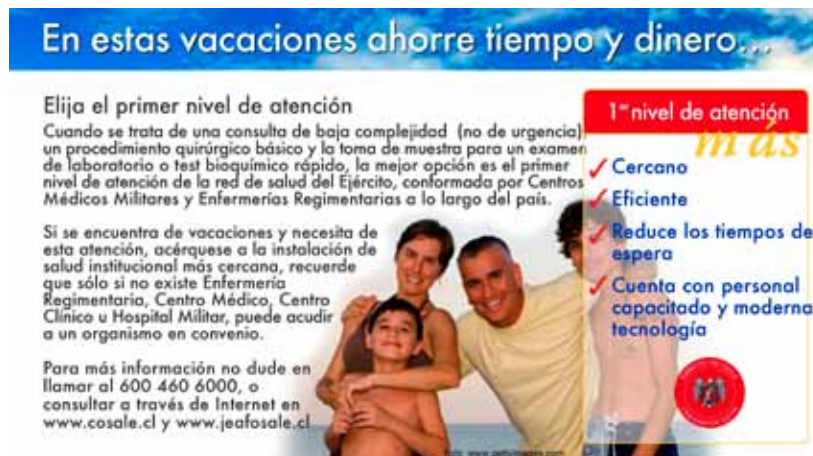 En estas vacaciones ahorre tiempo y dinero...
Elija el primer nivel de atención
Cuando se trata de una consulta de baja complejidad (no de urgencia)
un procedimiento quirúrgico básico y la toma de muestra para un examen
de laboratorio o test bioquímico rápido, la mejor opción es el primer
nivel de atención de la red de salud del Ejército, conformada por Centros
Médicos Militares y Enfermerías Regimentarias a lo largo del país.
Si se encuentra de vacaciones y necesita de
esta atención, acérquese a la instalación de
salud institucional más cercana, recuerde
que sólo si no existe Enfermería
Regimentaria, Centro Médico, Centro
Clínico u Hospital Militar, puede acudir
a un organismo en convenio.
Para más información no dude en
llamar al 600 460 6000, o
consultar a través de Internet en
www.cosale.cl y www.jeafosale.cl
1er nivel de atención
más
Cercano
Eficiente
Reduce los tiempos de
espera
Cuenta con personal
capacitado y moderna
tecnología